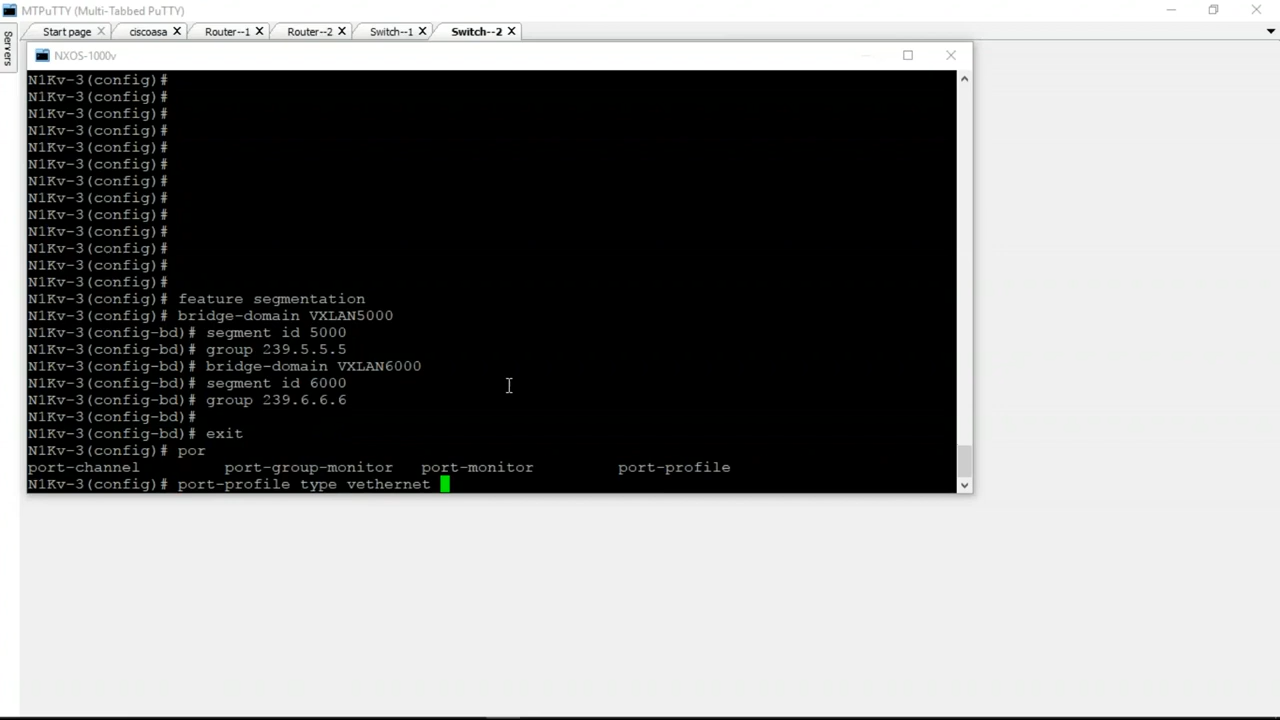 MTPuTTY (Multi-Tabbed PuTTY)
Servers
Start page ciscoasa Router--1 Router--2 Switch--1 Switch--2
NXOS-1000v
N1Kv-3(config)#
N1Kv-3(config)#
N1Kv-3(config)#
N1Kv-3(config)#
N1Kv-3(config)#
N1Kv-3(config)#
N1Kv-3(config)#
N1Kv-3(config)#
N1Kv-3(config)#
N1Kv-3(config)#
N1Kv-3(config)#
N1Kv-3(config)#
N1Kv-3(config)#
N1Kv-3(config)# feature segmentation
N1Kv-3(config)# bridge-domain VXLAN5000
N1Kv-3(config-bd)# segment id 5000
N1Kv-3(config-bd)# group 239.5.5.5
N1Kv-3(config-bd)# bridge-domain VXLAN6000
N1Kv-3(config-bd)# segment id 6000
N1Kv-3(config-bd)# group 239.6.6.6
N1Kv-3(config-bd)#
N1Kv-3(config-bd)# exit
N1Kv-3(config)# por
port-channel port-group-monitor port-monitor port-profile
N1Kv-3(config)# port-profile type vethernet